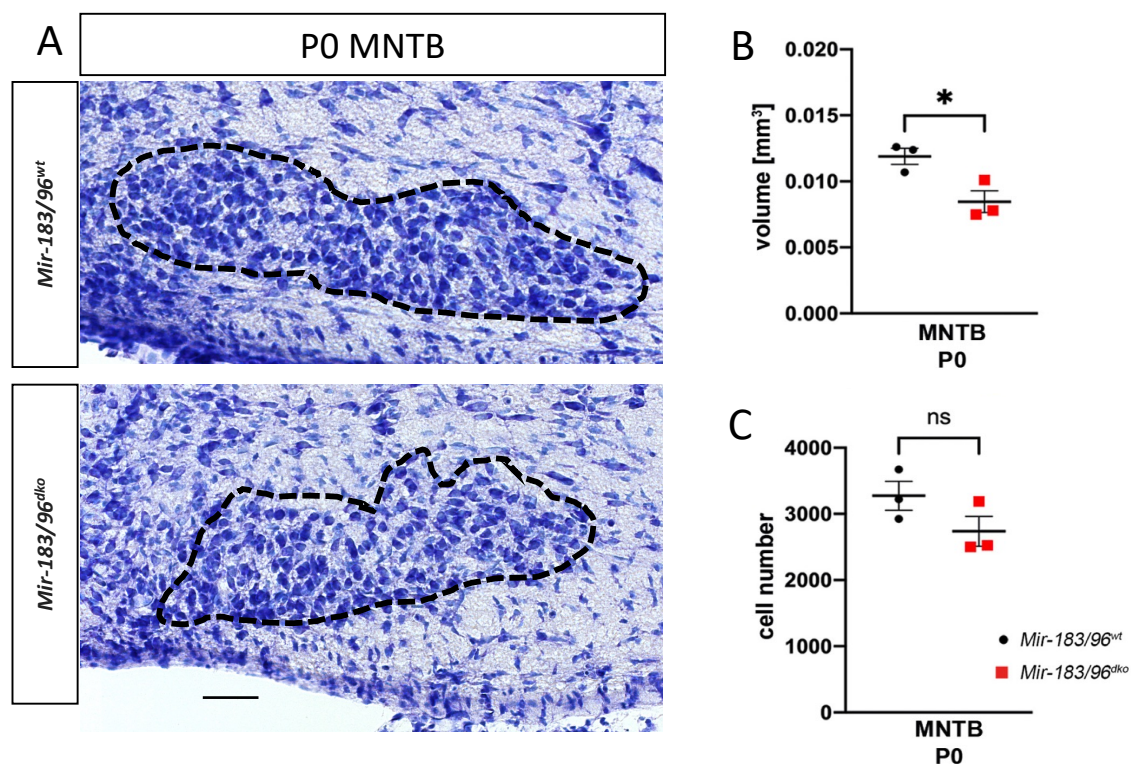 A
P0 MNTB
Mir-183/96wt
Mir-183/96dko
B
0.020
0.015
0.010
0.005
0.000
volume [mm³]
*
MNTB
P0
C
4000
3000
2000
1000
0
cell number
ns
Mir-183/96wt
Mir-183/96dko
MNTB
P0